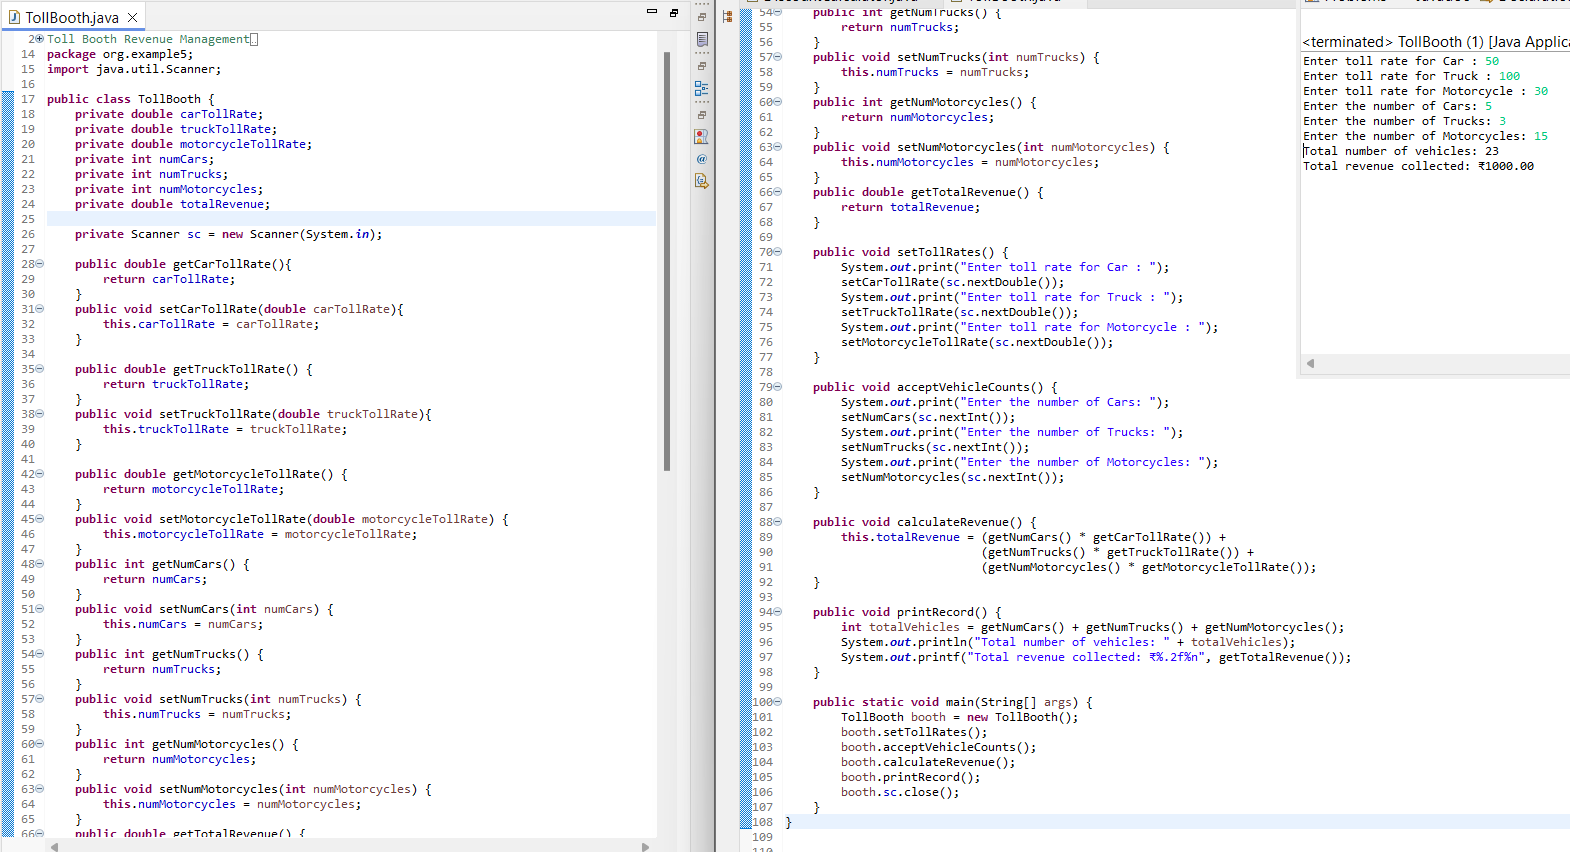 TollBooth.java
2 Toll Booth Revenue Management
14 package org.example5;
15 import java.util.Scanner;
16
17 public class TollBooth {
18     private double carTollRate;
19     private double truckTollRate;
20     private double motorcycleTollRate;
21     private int numCars;
22     private int numTrucks;
23     private int numMotorcycles;
24     private double totalRevenue;
25
26     private Scanner sc = new Scanner(System.in);
27
28     public double getCarTollRate(){
29         return carTollRate;
30     }
31     public void setCarTollRate(double carTollRate){
32         this.carTollRate = carTollRate;
33     }
34
35     public double getTruckTollRate() {
36         return truckTollRate;
37     }
38     public void setTruckTollRate(double truckTollRate){
39         this.truckTollRate = truckTollRate;
40     }
41
42     public double getMotorcycleTollRate() {
43         return motorcycleTollRate;
44     }
45     public void setMotorcycleTollRate(double motorcycleTollRate) {
46         this.motorcycleTollRate = motorcycleTollRate;
47     }
48     public int getNumCars() {
49         return numCars;
50     }
51     public void setNumCars(int numCars) {
52         this.numCars = numCars;
53     }
54     public int getNumTrucks() {
55         return numTrucks;
56     }
57     public void setNumTrucks(int numTrucks) {
58         this.numTrucks = numTrucks;
59     }
60     public int getNumMotorcycles() {
61         return numMotorcycles;
62     }
63     public void setNumMotorcycles(int numMotorcycles) {
64         this.numMotorcycles = numMotorcycles;
65     }
66     public double getTotalRevenue() {
54     public int getNumTrucks() {
55         return numTrucks;
56     }
57     public void setNumTrucks(int numTrucks) {
58         this.numTrucks = numTrucks;
59     }
60     public int getNumMotorcycles() {
61         return numMotorcycles;
62     }
63     public void setNumMotorcycles(int numMotorcycles) {
64         this.numMotorcycles = numMotorcycles;
65     }
66     public double getTotalRevenue() {
67         return totalRevenue;
68     }
69
70     public void setTollRates() {
71         System.out.print("Enter toll rate for Car : ");
72         setCarTollRate(sc.nextDouble());
73         System.out.print("Enter toll rate for Truck : ");
74         setTruckTollRate(sc.nextDouble());
75         System.out.print("Enter toll rate for Motorcycle : ");
76         setMotorcycleTollRate(sc.nextDouble());
77     }
78
79     public void acceptVehicleCounts() {
80         System.out.print("Enter the number of Cars: ");
81         setNumCars(sc.nextInt());
82         System.out.print("Enter the number of Trucks: ");
83         setNumTrucks(sc.nextInt());
84         System.out.print("Enter the number of Motorcycles: ");
85         setNumMotorcycles(sc.nextInt());
86     }
87
88     public void calculateRevenue() {
89         this.totalRevenue = (getNumCars() * getCarTollRate()) +
90                             (getNumTrucks() * getTruckTollRate()) +
91                             (getNumMotorcycles() * getMotorcycleTollRate());
92     }
93
94     public void printRecord() {
95         int totalVehicles = getNumCars() + getNumTrucks() + getNumMotorcycles();
96         System.out.println("Total number of vehicles: " + totalVehicles);
97         System.out.printf("Total revenue collected: ₹%.2f%n", getTotalRevenue());
98     }
99
100     public static void main(String[] args) {
101         TollBooth booth = new TollBooth();
102         booth.setTollRates();
103         booth.acceptVehicleCounts();
104         booth.calculateRevenue();
105         booth.printRecord();
106         booth.sc.close();
107     }
108 }
109
<terminated> TollBooth (1) [Java Applica
Enter toll rate for Car : 50
Enter toll rate for Truck : 100
Enter toll rate for Motorcycle : 30
Enter the number of Cars: 5
Enter the number of Trucks: 3
Enter the number of Motorcycles: 15
Total number of vehicles: 23
Total revenue collected: ₹1000.00